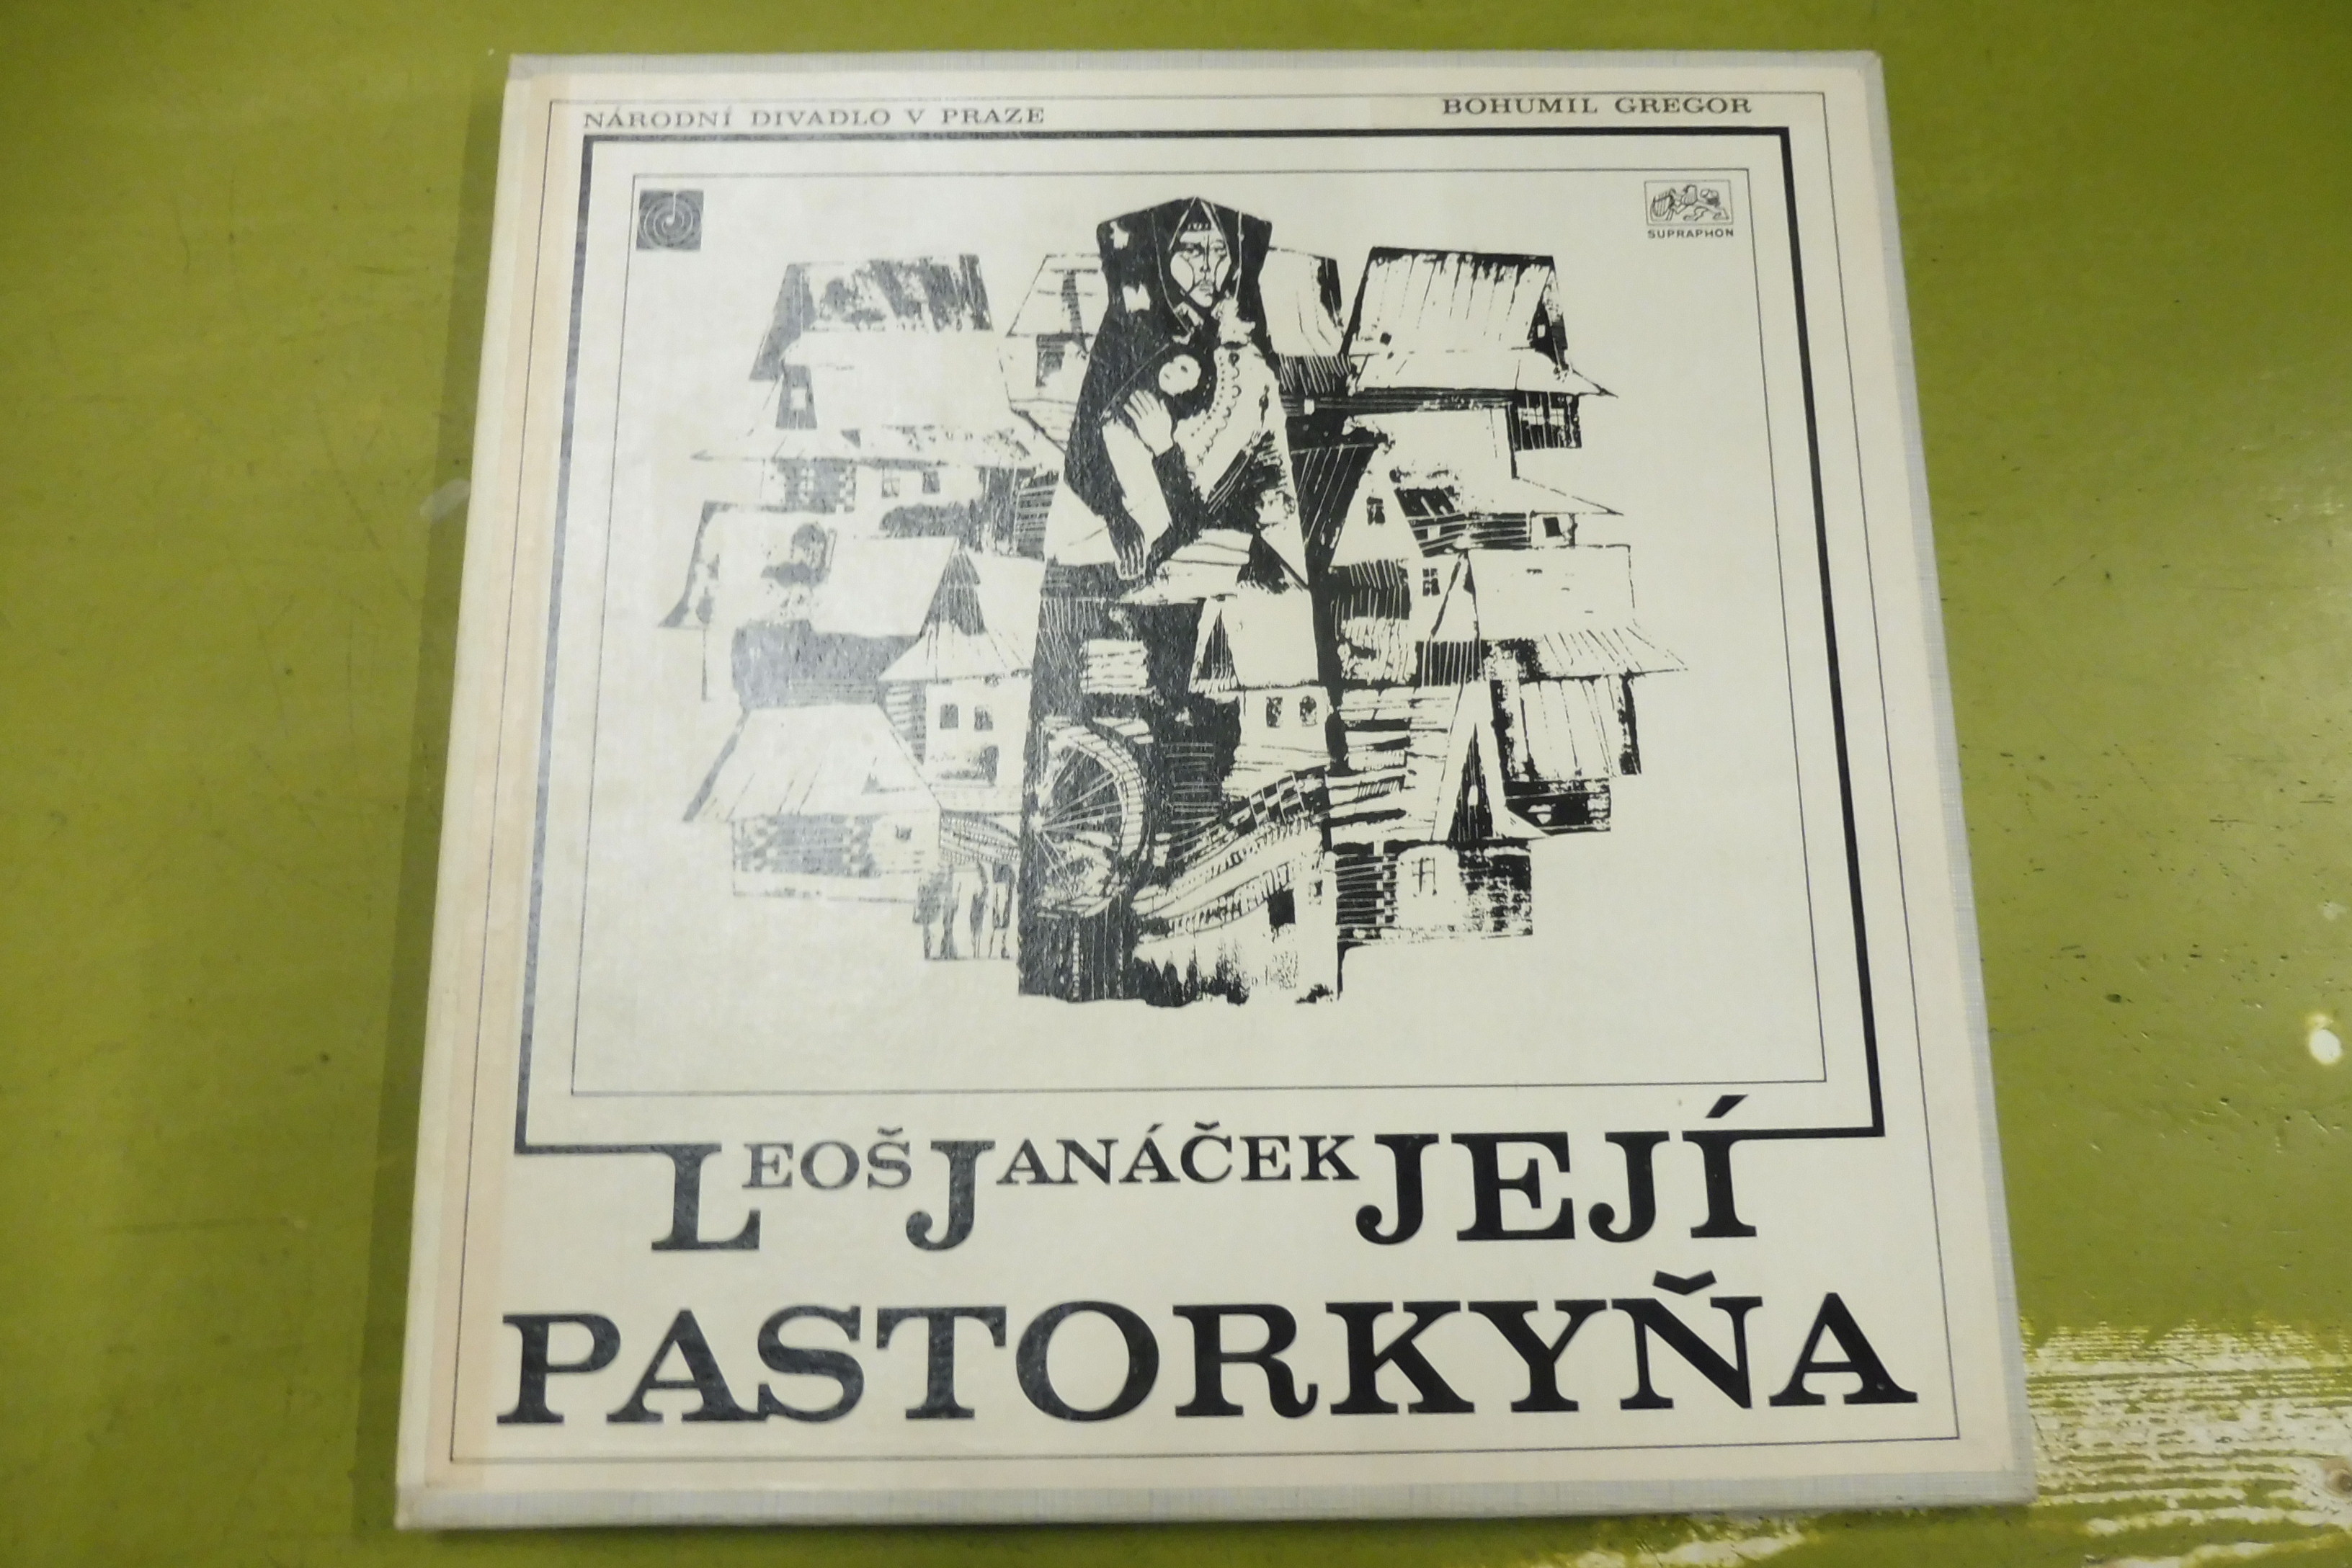 NÁRODNÍ DIVADLO V PRAZE
BOHUMIL GREGOR
SUPRAPHON
LEOŠ JANÁČEK JEJÍ
PASTORKYŇA